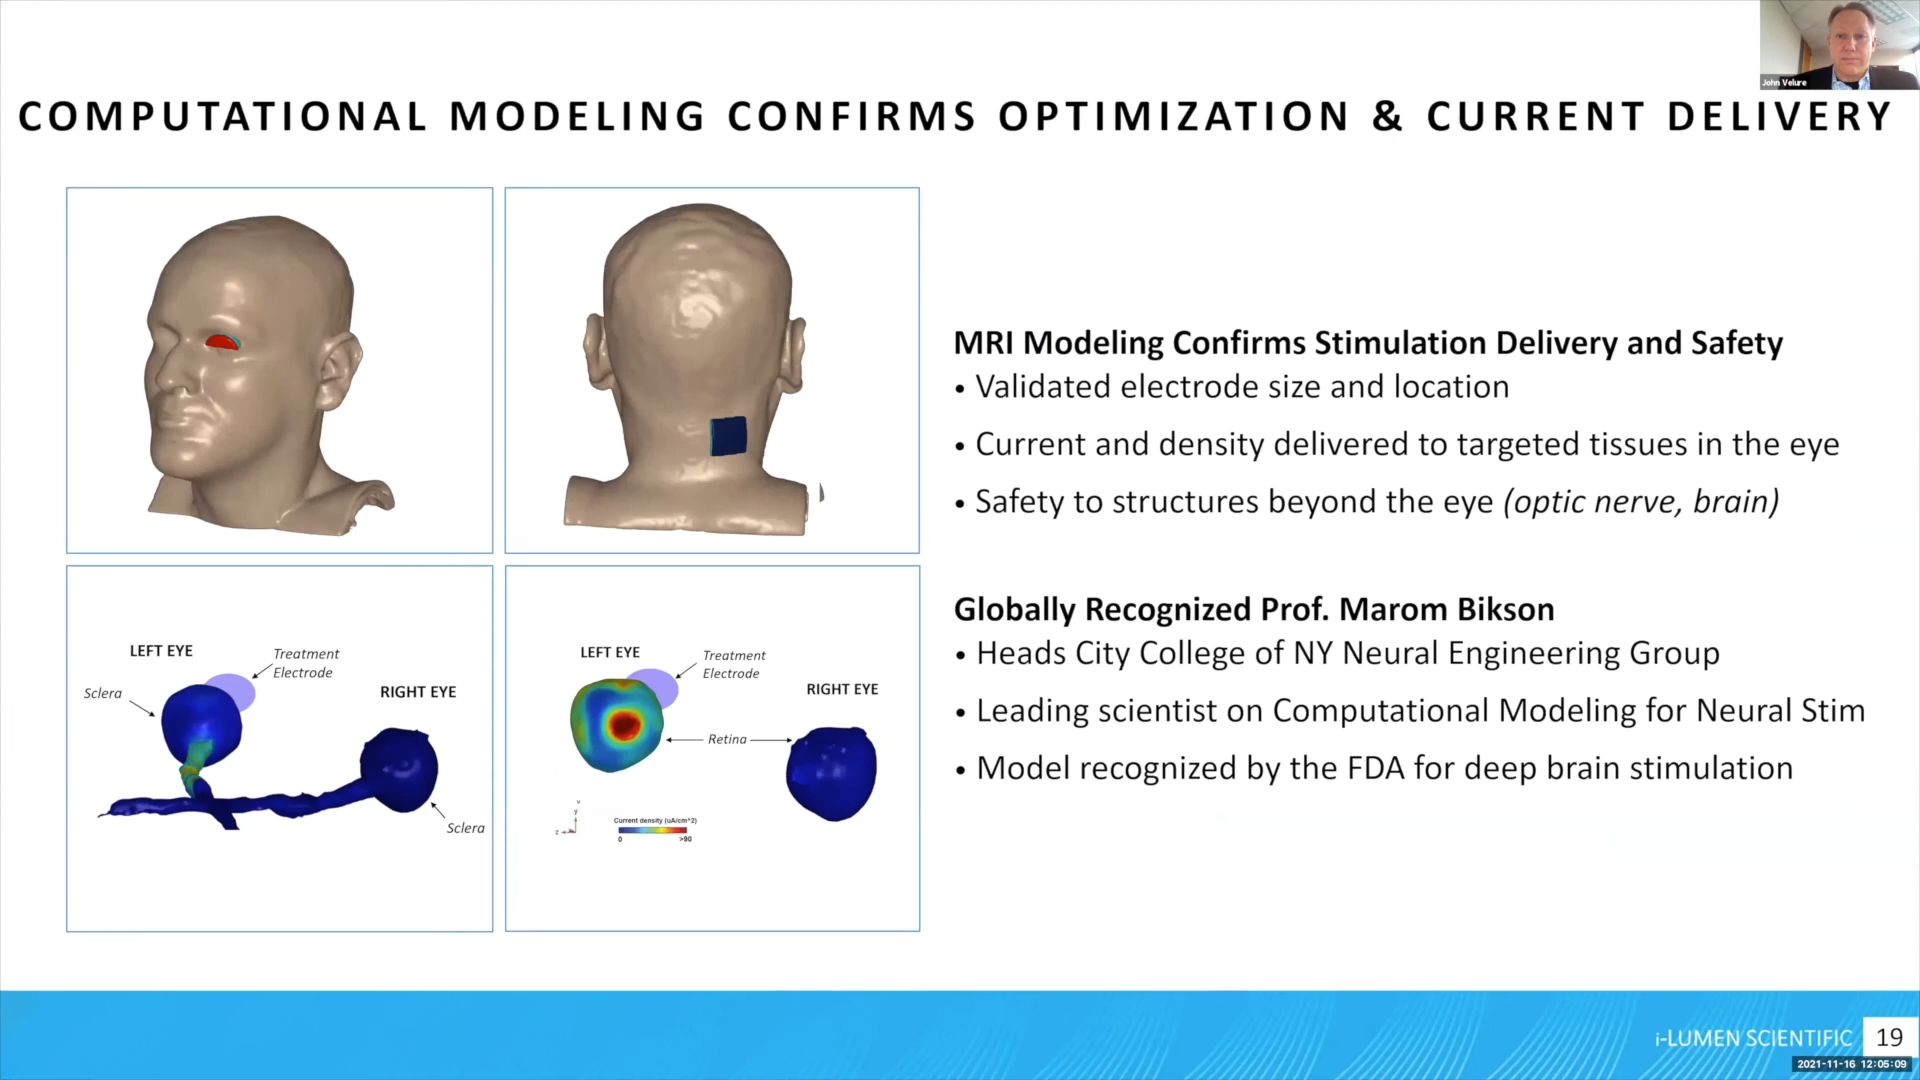 John Velure
COMPUTATIONAL MODELING CONFIRMS OPTIMIZATION & CURRENT DELIVERY
MRI Modeling Confirms Stimulation Delivery and Safety
• Validated electrode size and location
• Current and density delivered to targeted tissues in the eye
• Safety to structures beyond the eye (optic nerve, brain)
Globally Recognized Prof. Marom Bikson
• Heads City College of NY Neural Engineering Group
• Leading scientist on Computational Modeling for Neural Stim
• Model recognized by the FDA for deep brain stimulation
LEFT EYE
Treatment
Electrode
Sclera
RIGHT EYE
Sclera
LEFT EYE
Treatment
Electrode
RIGHT EYE
Retina
Current density (uA/cm^2)
0 >90
y
z
i-LUMEN SCIENTIFIC 19
2021-11-16 12:05:09